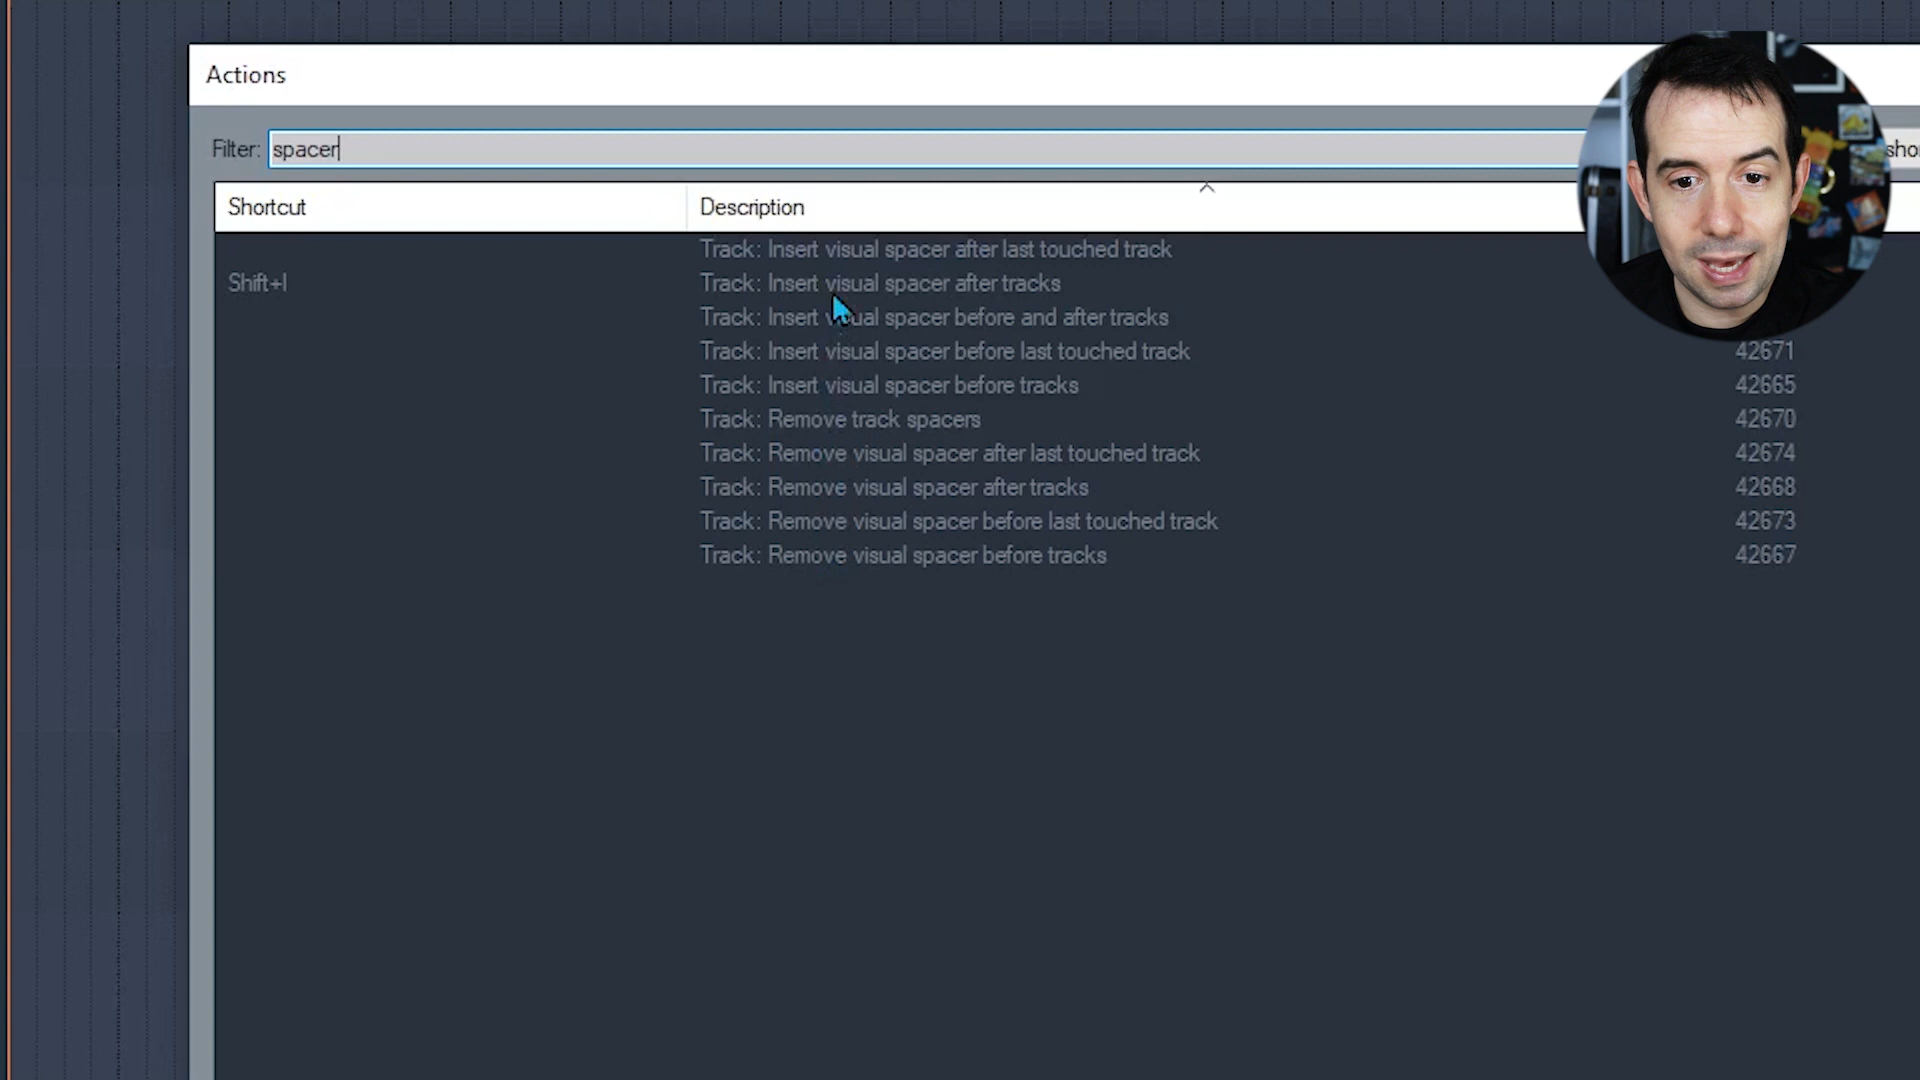 Actions
Filter: spacer
Shortcut Description
Track: Insert visual spacer after last touched track
Shift+I Track: Insert visual spacer after tracks
Track: Insert visual spacer before and after tracks
Track: Insert visual spacer before last touched track 42671
Track: Insert visual spacer before tracks 42665
Track: Remove track spacers 42670
Track: Remove visual spacer after last touched track 42674
Track: Remove visual spacer after tracks 42668
Track: Remove visual spacer before last touched track 42673
Track: Remove visual spacer before tracks 42667